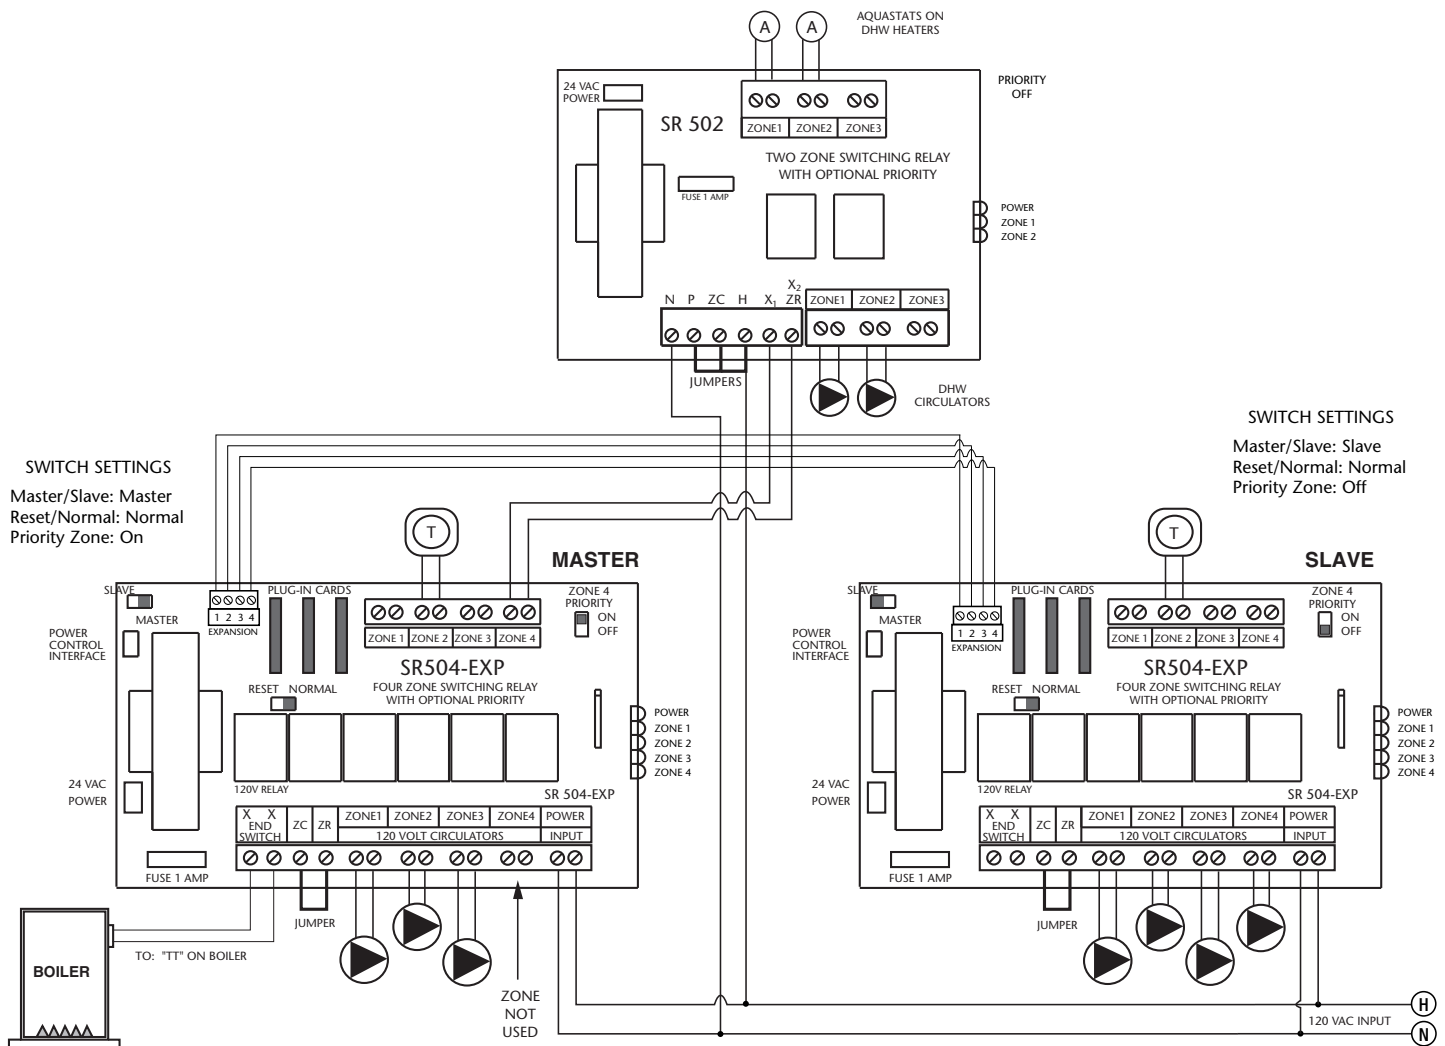 A
A
AQUASTATS ON
DHW HEATERS
24 VAC
POWER
SR 502
ZONE1 ZONE2 ZONE3
PRIORITY
OFF
TWO ZONE SWITCHING RELAY
WITH OPTIONAL PRIORITY
FUSE 1 AMP
POWER
ZONE 1
ZONE 2
N P ZC H X1 X2 ZR
ZONE1 ZONE2 ZONE3
JUMPERS
DHW
CIRCULATORS
SWITCH SETTINGS
Master/Slave: Master
Reset/Normal: Normal
Priority Zone: On
SWITCH SETTINGS
Master/Slave: Slave
Reset/Normal: Normal
Priority Zone: Off
T
MASTER
SLAVE
MASTER
1 2 3 4
EXPANSION
PLUG-IN CARDS
ZONE 1 ZONE 2 ZONE 3 ZONE 4
ZONE 4
PRIORITY
ON
OFF
POWER
CONTROL
INTERFACE
SR504-EXP
FOUR ZONE SWITCHING RELAY
WITH OPTIONAL PRIORITY
RESET NORMAL
POWER
ZONE 1
ZONE 2
ZONE 3
ZONE 4
24 VAC
POWER
120V RELAY
SR 504-EXP
X X
END
SWITCH
ZC ZR
ZONE1 ZONE2 ZONE3 ZONE4
120 VOLT CIRCULATORS
POWER
INPUT
FUSE 1 AMP
JUMPER
BOILER
TO: "TT" ON BOILER
ZONE
NOT
USED
T
SLAVE
SLAVE
MASTER
1 2 3 4
EXPANSION
PLUG-IN CARDS
ZONE 1 ZONE 2 ZONE 3 ZONE 4
ZONE 4
PRIORITY
ON
OFF
POWER
CONTROL
INTERFACE
SR504-EXP
FOUR ZONE SWITCHING RELAY
WITH OPTIONAL PRIORITY
RESET NORMAL
POWER
ZONE 1
ZONE 2
ZONE 3
ZONE 4
24 VAC
POWER
120V RELAY
SR 504-EXP
X X
END
SWITCH
ZC ZR
ZONE1 ZONE2 ZONE3 ZONE4
120 VOLT CIRCULATORS
POWER
INPUT
FUSE 1 AMP
JUMPER
H
120 VAC INPUT
N